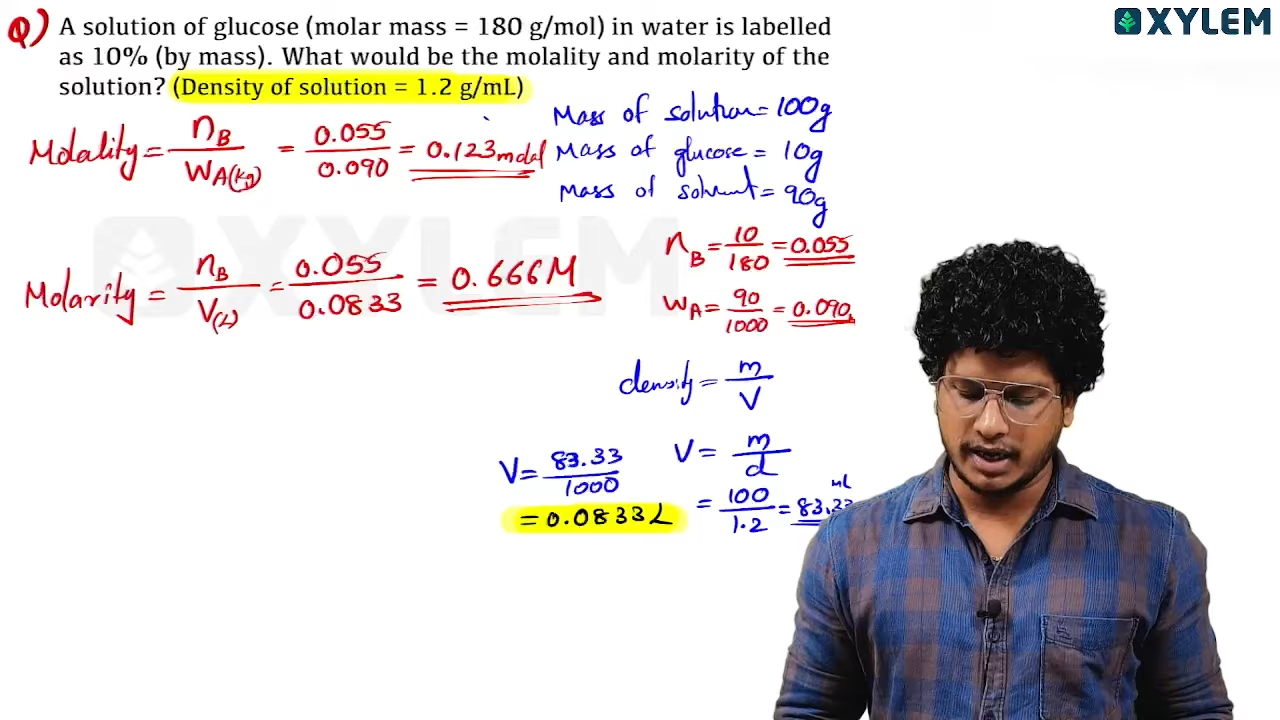 Q) A solution of glucose (molar mass = 180 g/mol) in water is labelled
as 10% (by mass). What would be the molality and molarity of the
solution? (Density of solution = 1.2 g/mL)
XYLEM
Mass of solution = 100g
Mass of glucose = 10g
Mass of solvent = 90g
Molality = nB / WA(kg) = 0.055 / 0.090 = 0.123 molal
nB = 10 / 180 = 0.055
WA = 90 / 1000 = 0.090
Molarity = nB / V(L) = 0.055 / 0.0833 = 0.666 M
density = m / V
V = m / d
= 100 / 1.2 = 83.33 mL
V = 83.33 / 1000
= 0.0833 L
XYLEM